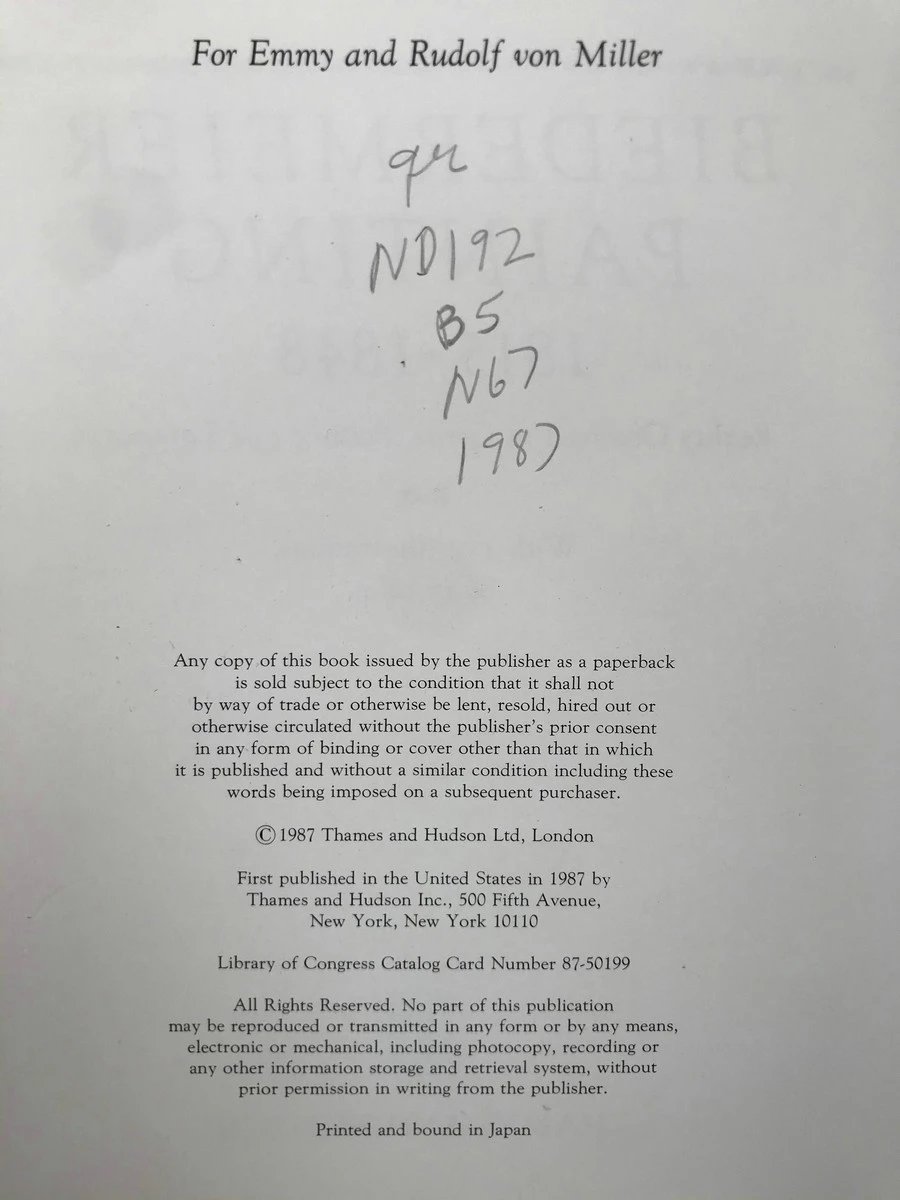 For Emmy and Rudolf von Miller
qr
ND192
B5
N67
1987
Any copy of this book issued by the publisher as a paperback
is sold subject to the condition that it shall not
by way of trade or otherwise be lent, resold, hired out or
otherwise circulated without the publisher's prior consent
in any form of binding or cover other than that in which
it is published and without a similar condition including these
words being imposed on a subsequent purchaser.
© 1987 Thames and Hudson Ltd, London
First published in the United States in 1987 by
Thames and Hudson Inc., 500 Fifth Avenue,
New York, New York 10110
Library of Congress Catalog Card Number 87-50199
All Rights Reserved. No part of this publication
may be reproduced or transmitted in any form or by any means,
electronic or mechanical, including photocopy, recording or
any other information storage and retrieval system, without
prior permission in writing from the publisher.
Printed and bound in Japan